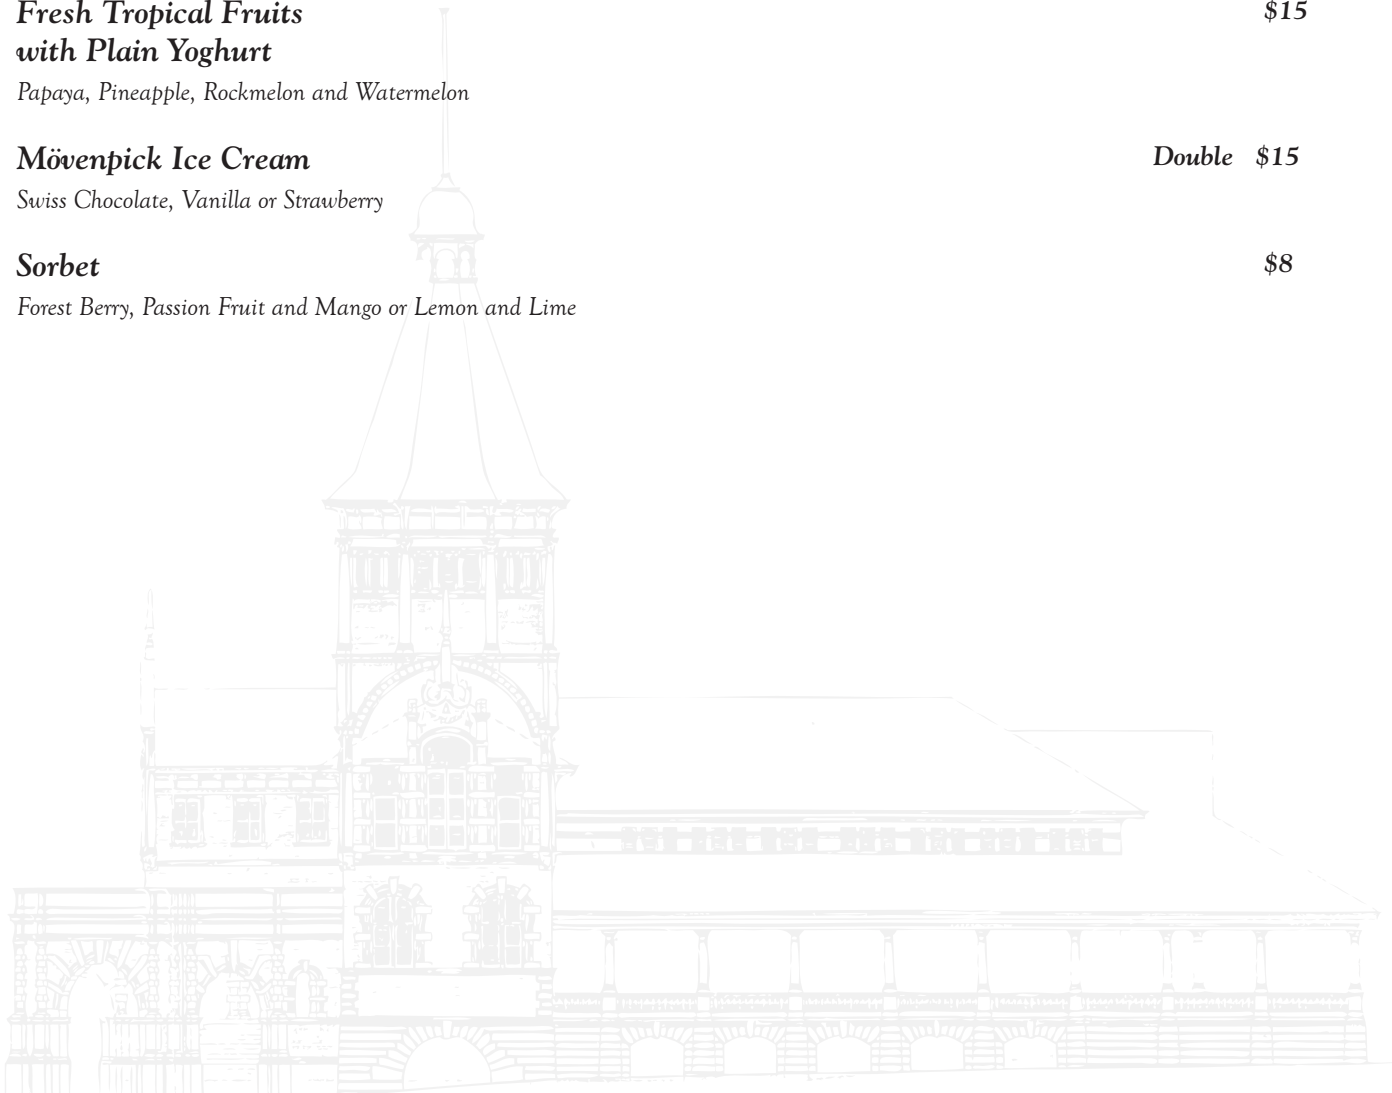 Fresh Tropical Fruits $15
with Plain Yoghurt
Papaya, Pineapple, Rockmelon and Watermelon
Mövenpick Ice Cream Double $15
Swiss Chocolate, Vanilla or Strawberry
Sorbet $8
Forest Berry, Passion Fruit and Mango or Lemon and Lime